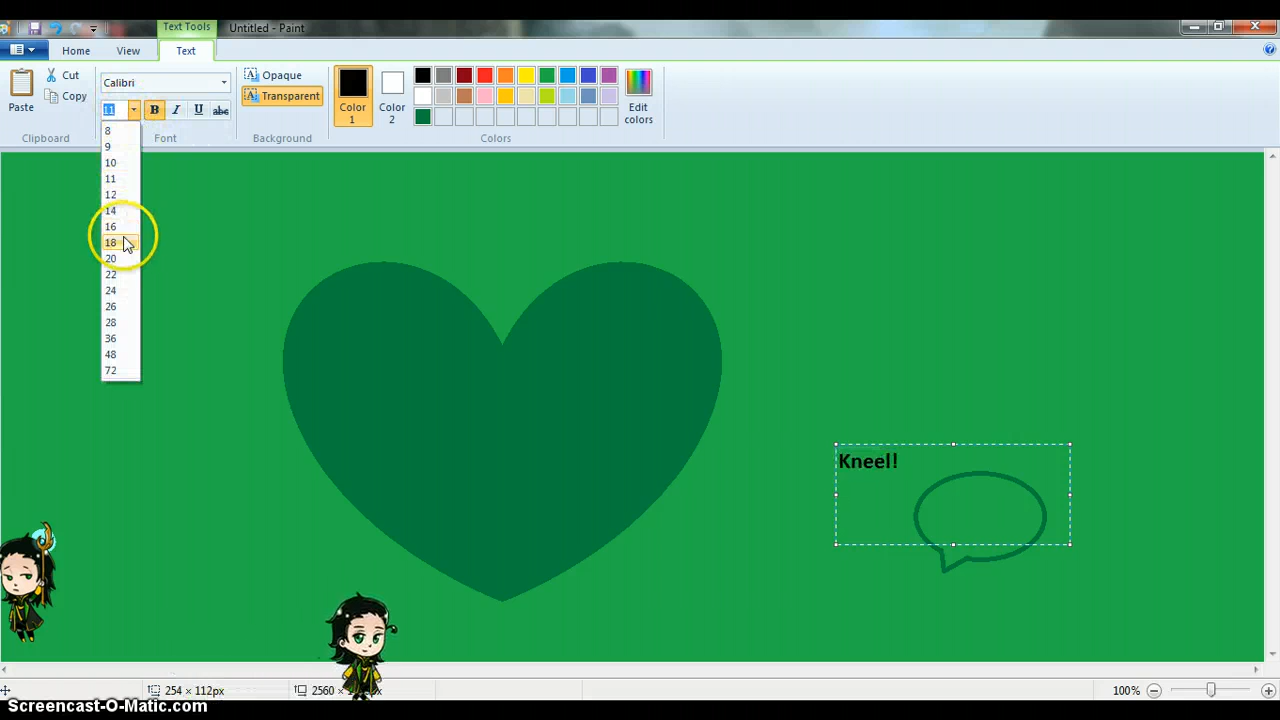 Text Tools
Untitled - Paint
Home
View
Text
Paste
Cut
Copy
Clipboard
Calibri
11
B I U abc
Font
Opaque
Transparent
Background
Color 1
Color 2
Edit colors
Colors
8
9
10
11
12
14
16
18
20
22
24
26
28
36
48
72
Kneel!
254 × 112px
2560 ×
100%
Screencast-O-Matic.com